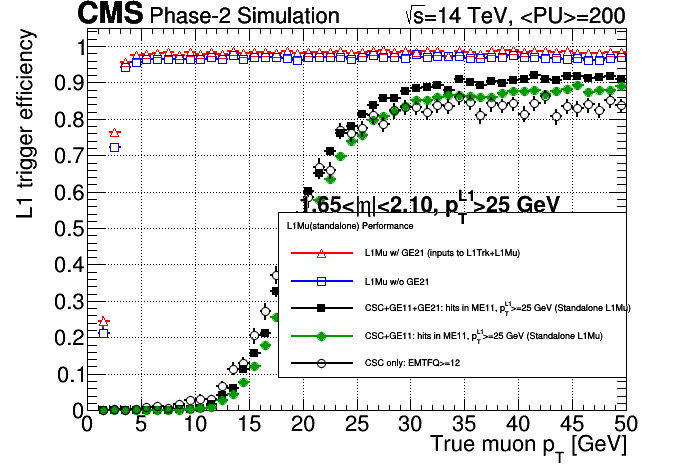 CMS Phase-2 Simulation √s=14 TeV, <PU>=200
L1 trigger efficiency
1
0.9
0.8
0.7
0.6
0.5
0.4
0.3
0.2
0.1
0
1.65<|η|<2.10, p_T^L1>25 GeV
L1Mu(standalone) Performance
L1Mu w/ GE21 (inputs to L1Trk+L1Mu)
L1Mu w/o GE21
CSC+GE11+GE21: hits in ME11, p_T^L1>=25 GeV (Standalone L1Mu)
CSC+GE11: hits in ME11, p_T^L1>=25 GeV (Standalone L1Mu)
CSC only: EMTFQ>=12
0 5 10 15 20 25 30 35 40 45 50
True muon p_T [GeV]